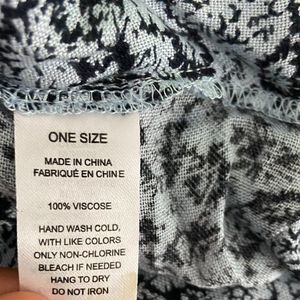 ONE SIZE
MADE IN CHINA
FABRIQUÉ EN CHINE
100% VISCOSE
HAND WASH COLD,
WITH LIKE COLORS
ONLY NON-CHLORINE
BLEACH IF NEEDED
HANG TO DRY
DO NOT IRON